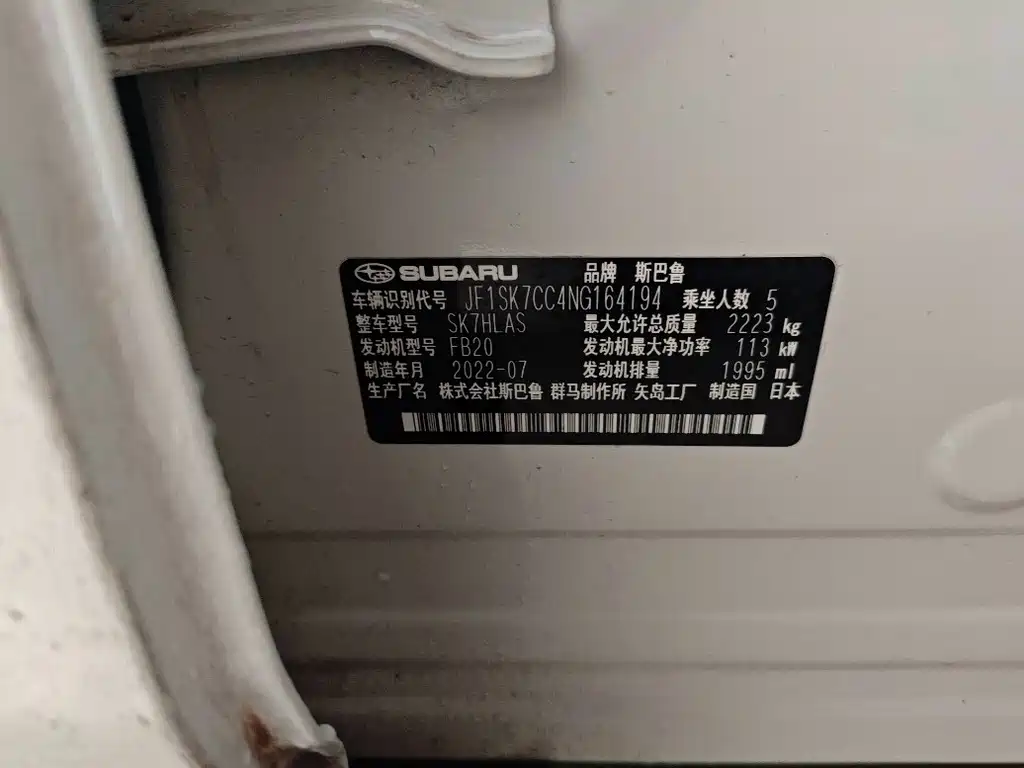 SUBARU 品牌 斯巴鲁
车辆识别代号 JF1SK7CC4NG164194 乘坐人数 5
整车型号 SK7HLAS 最大允许总质量 2223 kg
发动机型号 FB20 发动机最大净功率 113 kW
制造年月 2022-07 发动机排量 1995 ml
生产厂名 株式会社斯巴鲁 群马制作所 矢岛工厂 制造国 日本